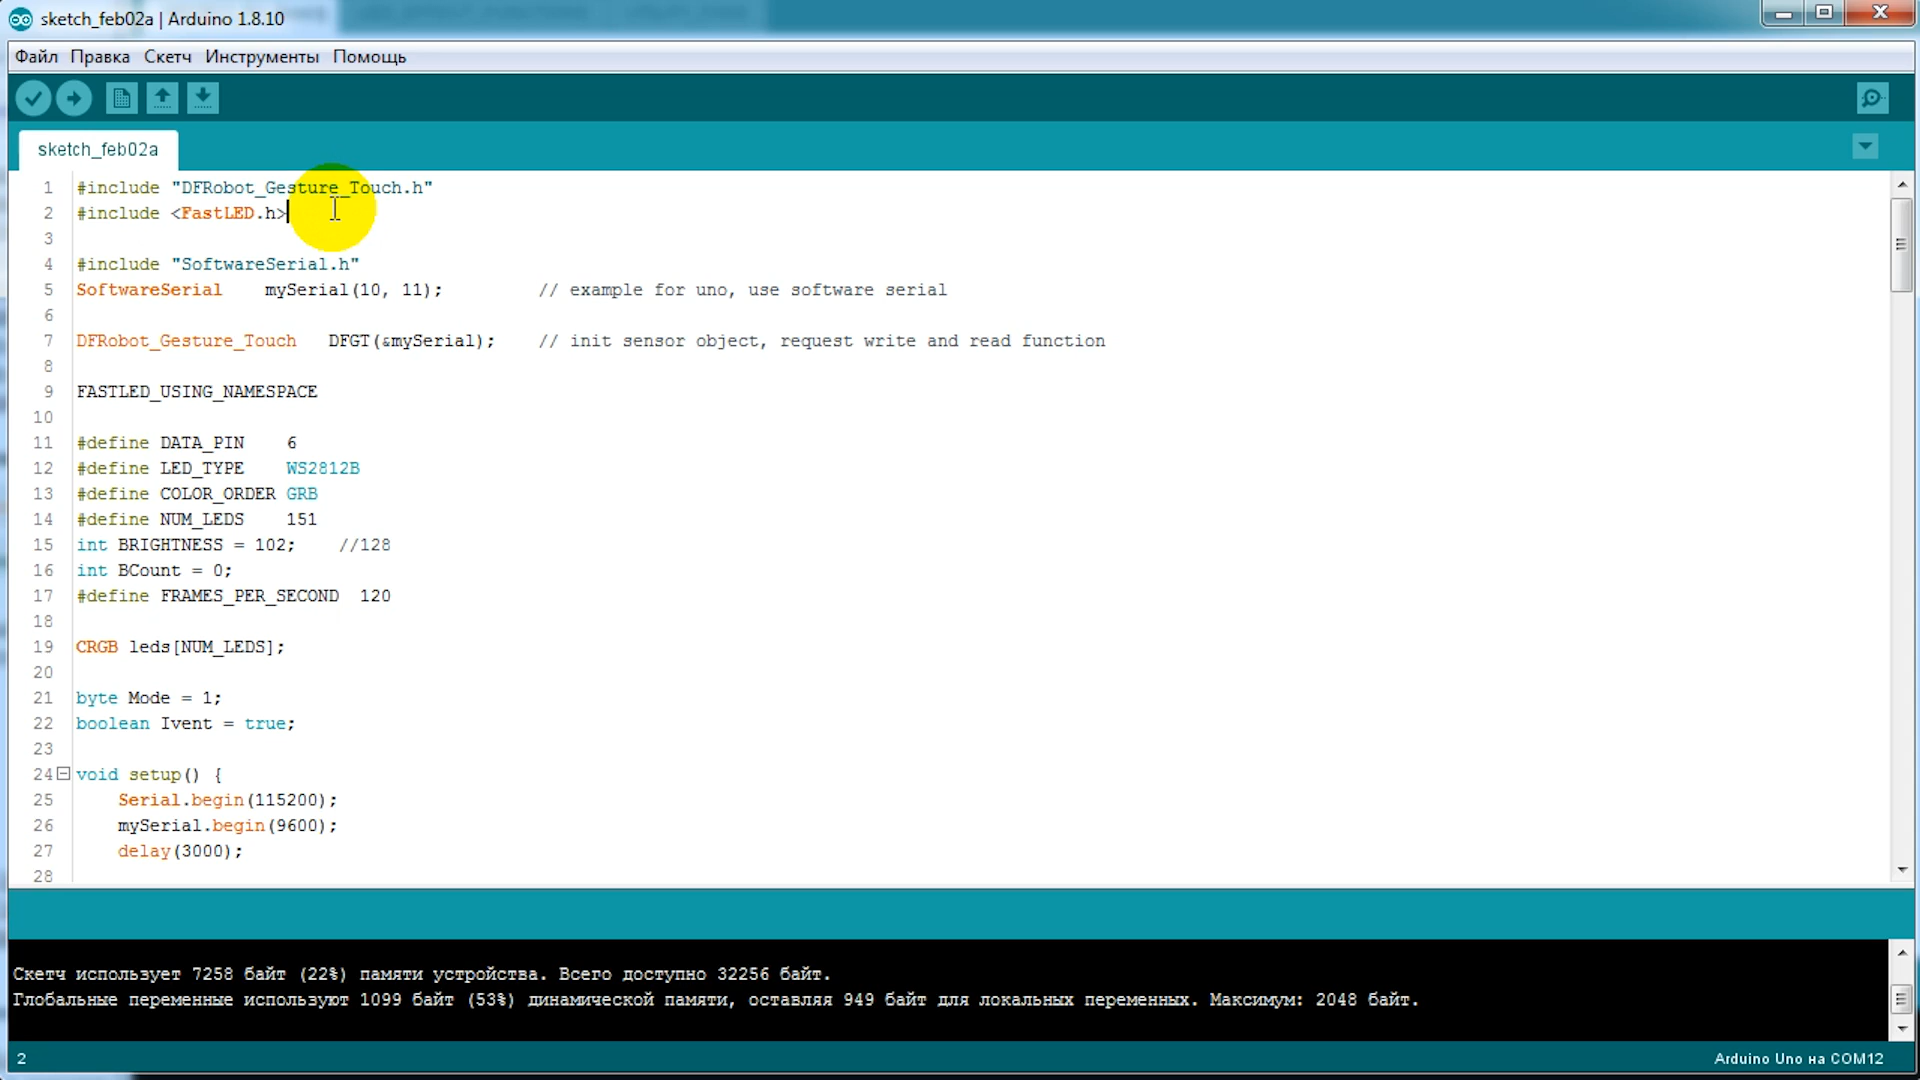 sketch_feb02a | Arduino 1.8.10
Файл Правка Скетч Инструменты Помощь
sketch_feb02a
1 #include "DFRobot_Gesture_Touch.h"
2 #include <FastLED.h>
3
4 #include "SoftwareSerial.h"
5 SoftwareSerial    mySerial(10, 11);         // example for uno, use software serial
6
7 DFRobot_Gesture_Touch   DFGT(&mySerial);    // init sensor object, request write and read function
8
9 FASTLED_USING_NAMESPACE
10
11 #define DATA_PIN    6
12 #define LED_TYPE    WS2812B
13 #define COLOR_ORDER GRB
14 #define NUM_LEDS    151
15 int BRIGHTNESS = 102;    //128
16 int BCount = 0;
17 #define FRAMES_PER_SECOND  120
18
19 CRGB leds[NUM_LEDS];
20
21 byte Mode = 1;
22 boolean Ivent = true;
23
24 void setup() {
25     Serial.begin(115200);
26     mySerial.begin(9600);
27     delay(3000);
28
Скетч использует 7258 байт (22%) памяти устройства. Всего доступно 32256 байт.
Глобальные переменные используют 1099 байт (53%) динамической памяти, оставляя 949 байт для локальных переменных. Максимум: 2048 байт.
2 Arduino Uno на COM12